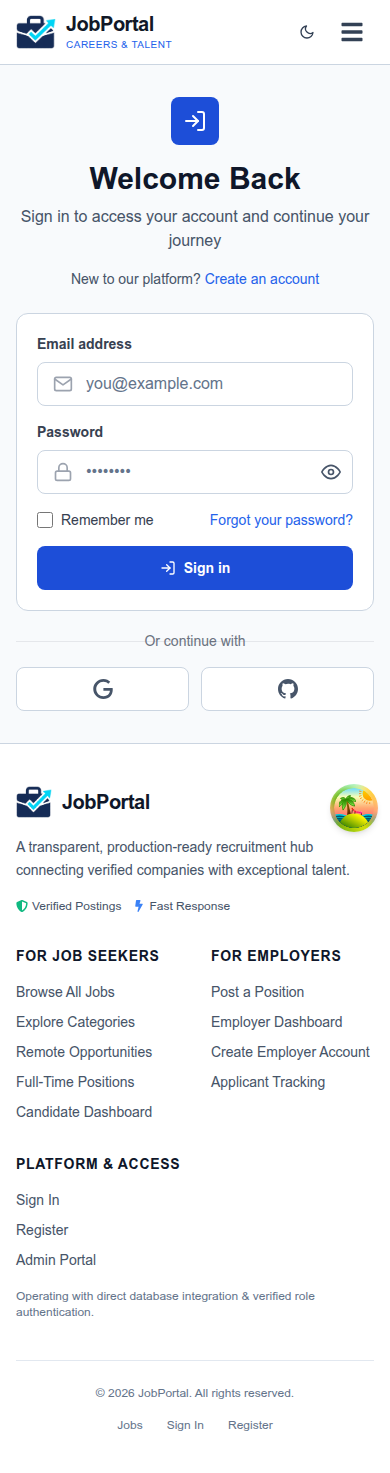 JobPortal
CAREERS & TALENT
Welcome Back
Sign in to access your account and continue your
journey
New to our platform? Create an account
Email address
you@example.com
Password
••••••••
Remember me
Forgot your password?
Sign in
Or continue with
JobPortal
A transparent, production-ready recruitment hub
connecting verified companies with exceptional talent.
Verified Postings
Fast Response
FOR JOB SEEKERS
Browse All Jobs
Explore Categories
Remote Opportunities
Full-Time Positions
Candidate Dashboard
FOR EMPLOYERS
Post a Position
Employer Dashboard
Create Employer Account
Applicant Tracking
PLATFORM & ACCESS
Sign In
Register
Admin Portal
Operating with direct database integration & verified role
authentication.
© 2026 JobPortal. All rights reserved.
Jobs
Sign In
Register